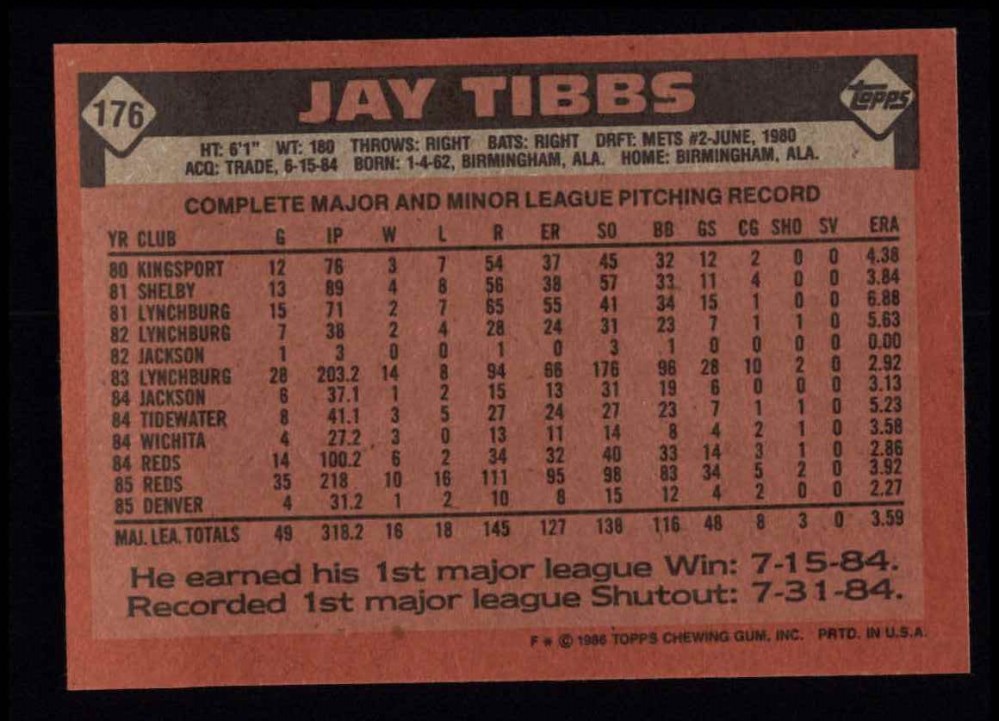 176
JAY TIBBS
Topps
HT: 6'1" WT: 180 THROWS: RIGHT BATS: RIGHT DRFT: METS #2-JUNE, 1980
ACQ: TRADE, 6-15-84 BORN: 1-4-62, BIRMINGHAM, ALA. HOME: BIRMINGHAM, ALA.
COMPLETE MAJOR AND MINOR LEAGUE PITCHING RECORD
YR CLUB G IP W L R ER SO BB GS CG SHO SV ERA
80 KINGSPORT 12 76 3 7 54 37 45 32 12 2 0 0 4.38
81 SHELBY 13 89 4 8 56 38 57 33 11 4 0 0 3.84
81 LYNCHBURG 15 71 2 7 65 55 41 34 15 1 0 0 6.88
82 LYNCHBURG 7 38 2 4 28 24 31 23 7 1 1 0 5.63
82 JACKSON 1 3 0 0 1 0 3 1 0 0 0 0 0.00
83 LYNCHBURG 28 203.2 14 8 94 66 176 96 28 10 2 0 2.92
84 JACKSON 6 37.1 1 2 15 13 31 19 6 0 0 0 3.13
84 TIDEWATER 8 41.1 3 5 27 24 27 23 7 1 1 0 5.23
84 WICHITA 4 27.2 3 0 13 11 14 8 4 2 1 0 3.58
84 REDS 14 100.2 6 2 34 32 40 33 14 3 1 0 2.86
85 REDS 35 218 10 16 111 95 98 83 34 5 2 0 3.92
85 DENVER 4 31.2 1 2 10 8 15 12 4 2 0 0 2.27
MAJ. LEA. TOTALS 49 318.2 16 18 145 127 138 116 48 8 3 0 3.59
He earned his 1st major league Win: 7-15-84.
Recorded 1st major league Shutout: 7-31-84.
F * © 1986 TOPPS CHEWING GUM, INC. PRTD. IN U.S.A.